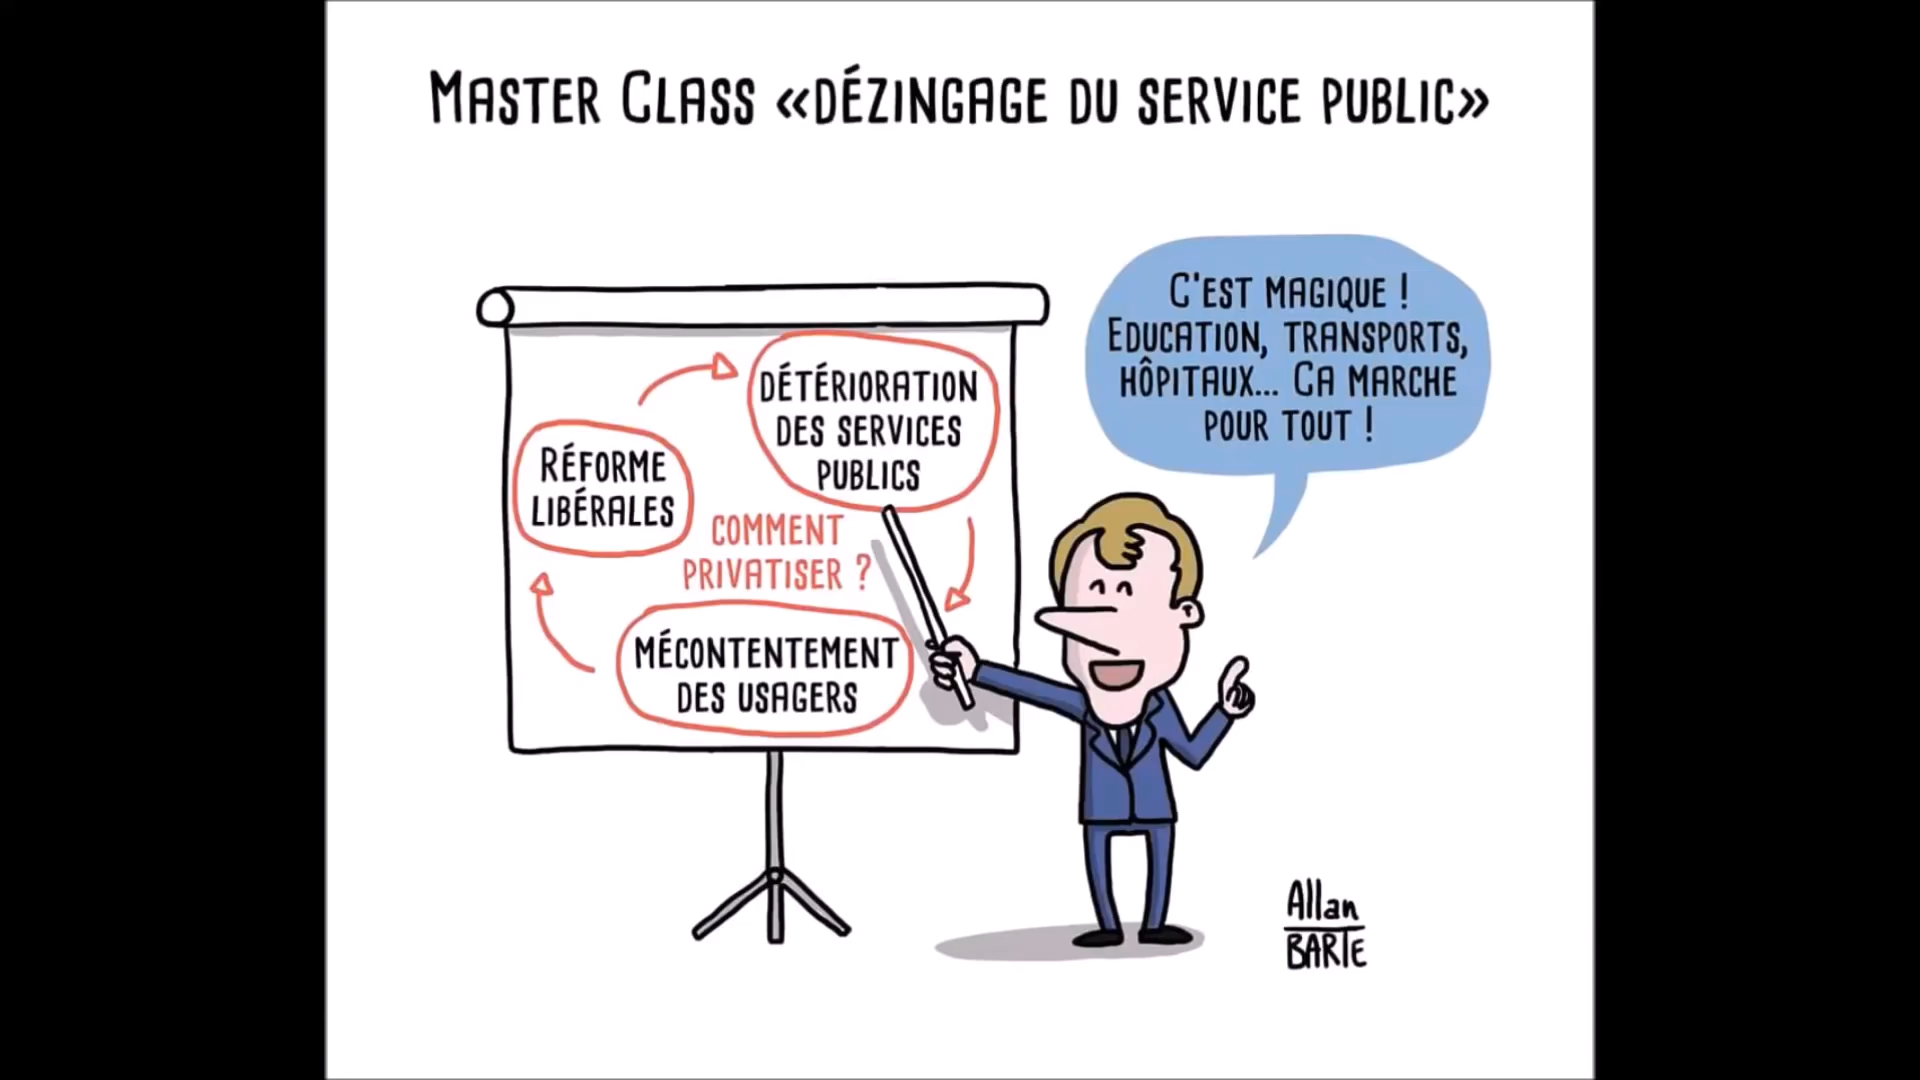 MASTER CLASS «DÉZINGAGE DU SERVICE PUBLIC»
C'EST MAGIQUE !
EDUCATION, TRANSPORTS,
HÔPITAUX... CA MARCHE
POUR TOUT !
DÉTÉRIORATION
DES SERVICES
PUBLICS
RÉFORME
LIBÉRALES
COMMENT
PRIVATISER ?
MÉCONTENTEMENT
DES USAGERS
Allan
BARTE